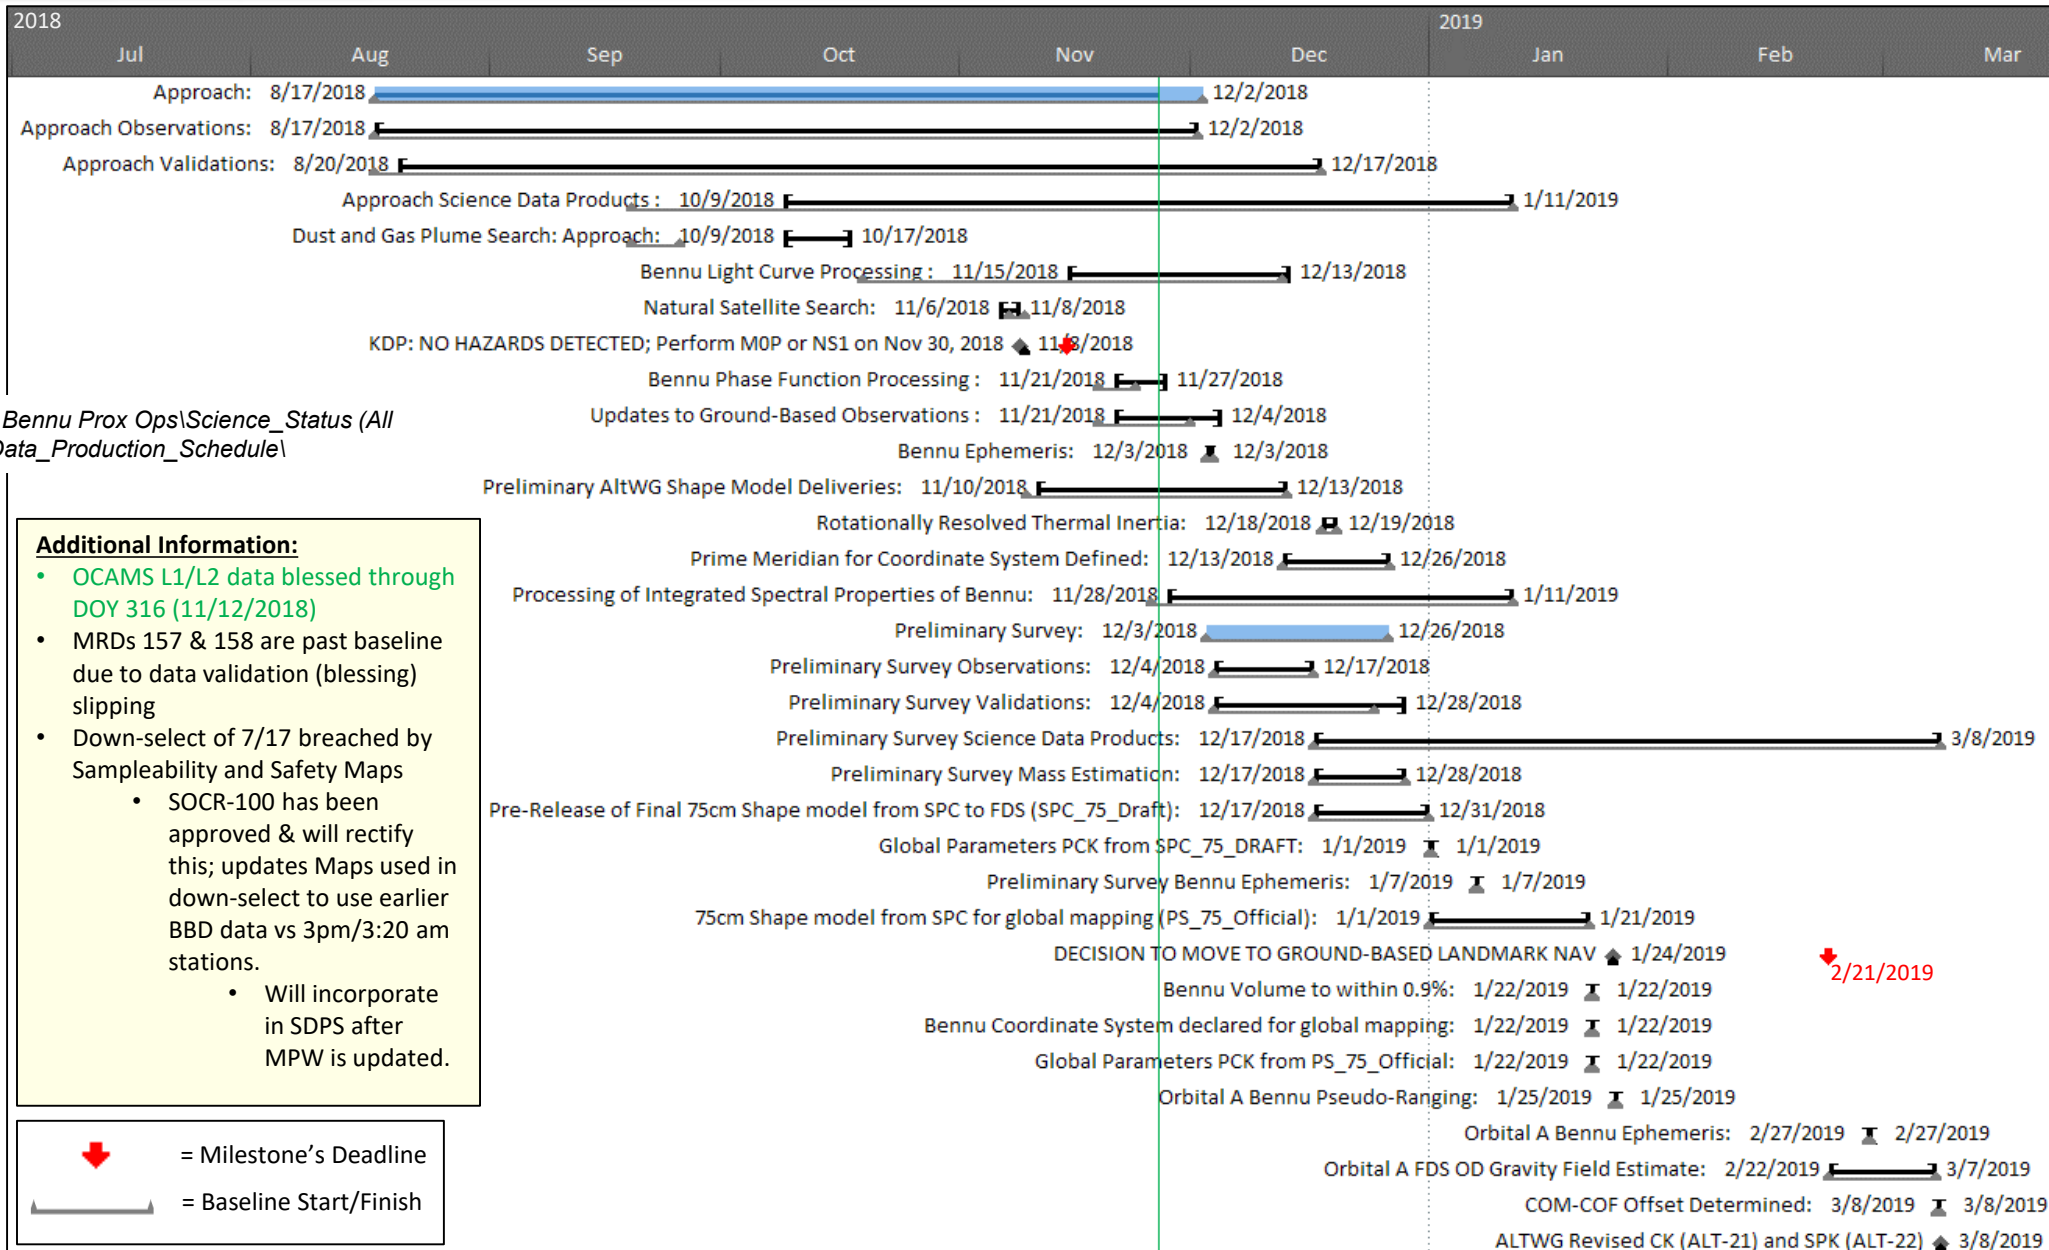 2018
2019
Jul Aug Sep Oct Nov Dec Jan Feb Mar
Approach: 8/17/2018 12/2/2018
Approach Observations: 8/17/2018 12/2/2018
Approach Validations: 8/20/2018 12/17/2018
Approach Science Data Products : 10/9/2018 1/11/2019
Dust and Gas Plume Search: Approach: 10/9/2018 10/17/2018
Bennu Light Curve Processing : 11/15/2018 12/13/2018
Natural Satellite Search: 11/6/2018 11/8/2018
KDP: NO HAZARDS DETECTED; Perform M0P or NS1 on Nov 30, 2018 11/8/2018
Bennu Phase Function Processing : 11/21/2018 11/27/2018
Updates to Ground-Based Observations : 11/21/2018 12/4/2018
Bennu Prox Ops\Science_Status (All
Data_Production_Schedule\
Bennu Ephemeris: 12/3/2018 12/3/2018
Preliminary AltWG Shape Model Deliveries: 11/10/2018 12/13/2018
Rotationally Resolved Thermal Inertia: 12/18/2018 12/19/2018
Prime Meridian for Coordinate System Defined: 12/13/2018 12/26/2018
Processing of Integrated Spectral Properties of Bennu: 11/28/2018 1/11/2019
Preliminary Survey: 12/3/2018 12/26/2018
Preliminary Survey Observations: 12/4/2018 12/17/2018
Preliminary Survey Validations: 12/4/2018 12/28/2018
Preliminary Survey Science Data Products: 12/17/2018 3/8/2019
Preliminary Survey Mass Estimation: 12/17/2018 12/28/2018
Pre-Release of Final 75cm Shape model from SPC to FDS (SPC_75_Draft): 12/17/2018 12/31/2018
Global Parameters PCK from SPC_75_DRAFT: 1/1/2019 1/1/2019
Preliminary Survey Bennu Ephemeris: 1/7/2019 1/7/2019
75cm Shape model from SPC for global mapping (PS_75_Official): 1/1/2019 1/21/2019
DECISION TO MOVE TO GROUND-BASED LANDMARK NAV 1/24/2019
2/21/2019
Bennu Volume to within 0.9%: 1/22/2019 1/22/2019
Bennu Coordinate System declared for global mapping: 1/22/2019 1/22/2019
Global Parameters PCK from PS_75_Official: 1/22/2019 1/22/2019
Orbital A Bennu Pseudo-Ranging: 1/25/2019 1/25/2019
Orbital A Bennu Ephemeris: 2/27/2019 2/27/2019
Orbital A FDS OD Gravity Field Estimate: 2/22/2019 3/7/2019
COM-COF Offset Determined: 3/8/2019 3/8/2019
ALTWG Revised CK (ALT-21) and SPK (ALT-22) 3/8/2019
Additional Information:
• OCAMS L1/L2 data blessed through
DOY 316 (11/12/2018)
• MRDs 157 & 158 are past baseline
due to data validation (blessing)
slipping
• Down-select of 7/17 breached by
Sampleability and Safety Maps
• SOCR-100 has been
approved & will rectify
this; updates Maps used in
down-select to use earlier
BBD data vs 3pm/3:20 am
stations.
• Will incorporate
in SDPS after
MPW is updated.
= Milestone's Deadline
= Baseline Start/Finish